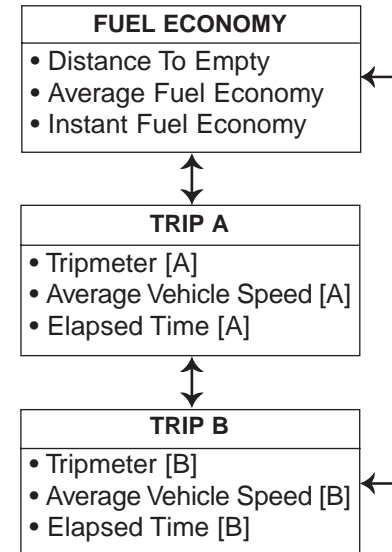 FUEL ECONOMY
• Distance To Empty
• Average Fuel Economy
• Instant Fuel Economy
TRIP A
• Tripmeter [A]
• Average Vehicle Speed [A]
• Elapsed Time [A]
TRIP B
• Tripmeter [B]
• Average Vehicle Speed [B]
• Elapsed Time [B]